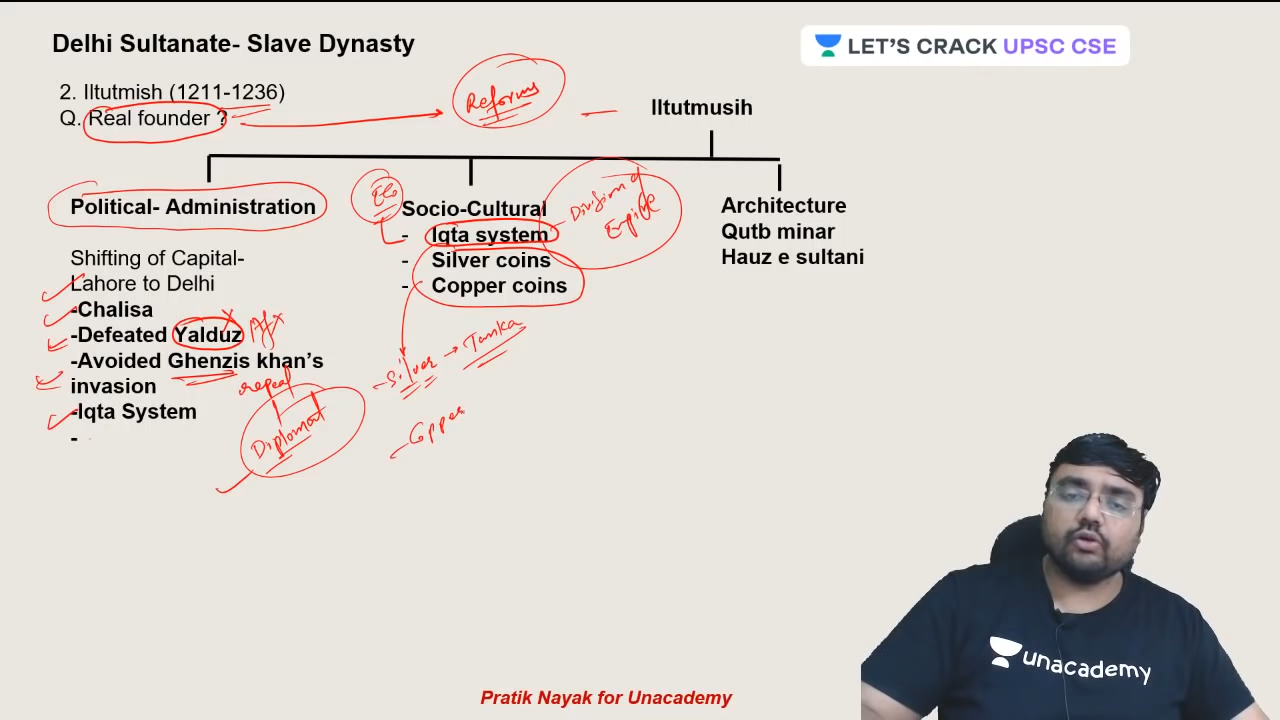 Delhi Sultanate- Slave Dynasty
LET'S CRACK UPSC CSE
2. Iltutmish (1211-1236)
Q. Real founder ?
Reforms
Iltutmusih
Political- Administration
Shifting of Capital-
Lahore to Delhi
-Chalisa
-Defeated Yalduz
-Avoided Ghenzis khan's
invasion
-Iqta System
-
repeal
Diplomat
Eco
Socio-Cultural
- Iqta system
- Silver coins
- Copper coins
Division of
Empire
- Silver → Tanka
- Copper
Architecture
Qutb minar
Hauz e sultani
unacademy
Pratik Nayak for Unacademy